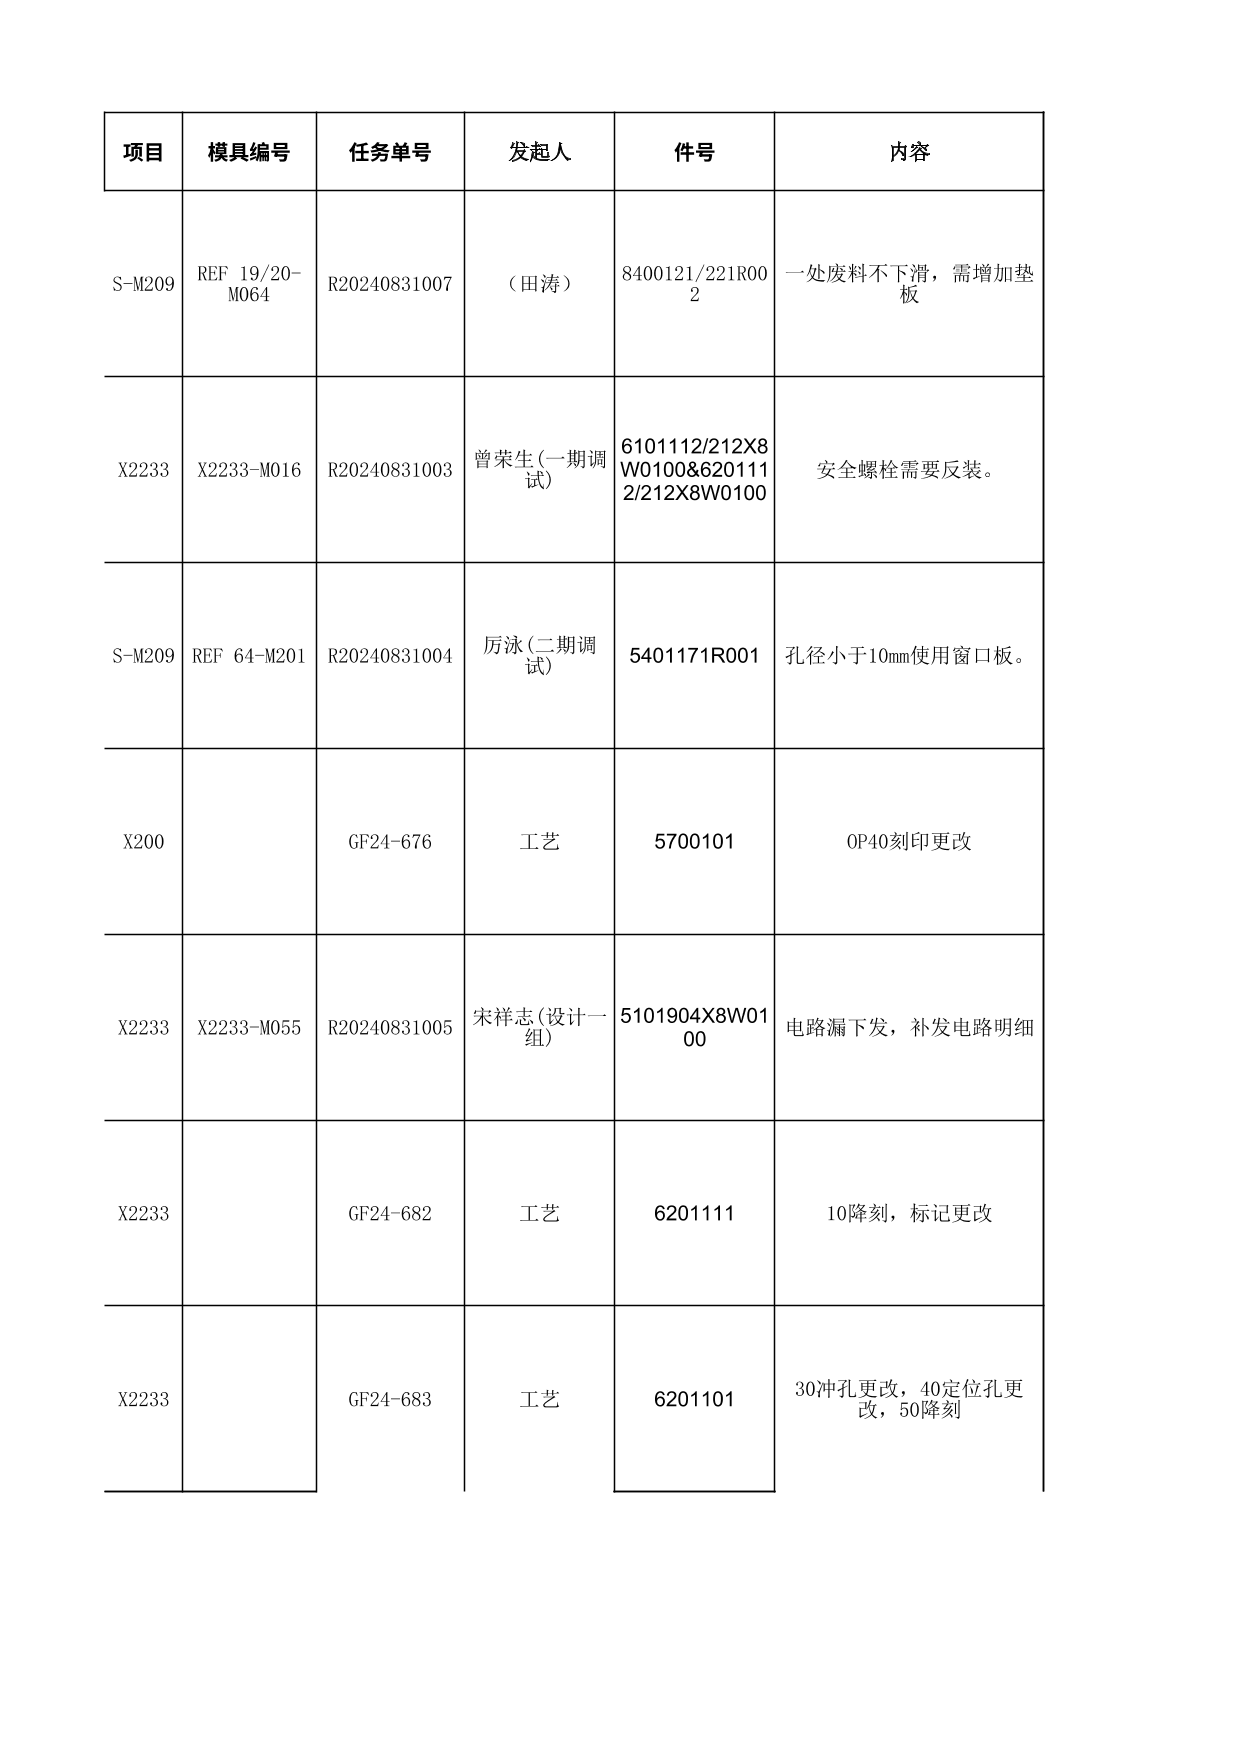 项目 模具编号 任务单号 发起人 件号 内容
S-M209
REF 19/20-
M064
R20240831007
（田涛）
8400121/221R00
2
一处废料不下滑，需增加垫
板
X2233
X2233-M016
R20240831003
曾荣生(一期调
试)
6101112/212X8
W0100&620111
2/212X8W0100
安全螺栓需要反装。
S-M209
REF 64-M201
R20240831004
厉泳(二期调
试)
5401171R001
孔径小于10mm使用窗口板。
X200
GF24-676
工艺
5700101
OP40刻印更改
X2233
X2233-M055
R20240831005
宋祥志(设计一
组)
5101904X8W01
00
电路漏下发，补发电路明细
X2233
GF24-682
工艺
6201111
10降刻，标记更改
X2233
GF24-683
工艺
6201101
30冲孔更改，40定位孔更
改，50降刻